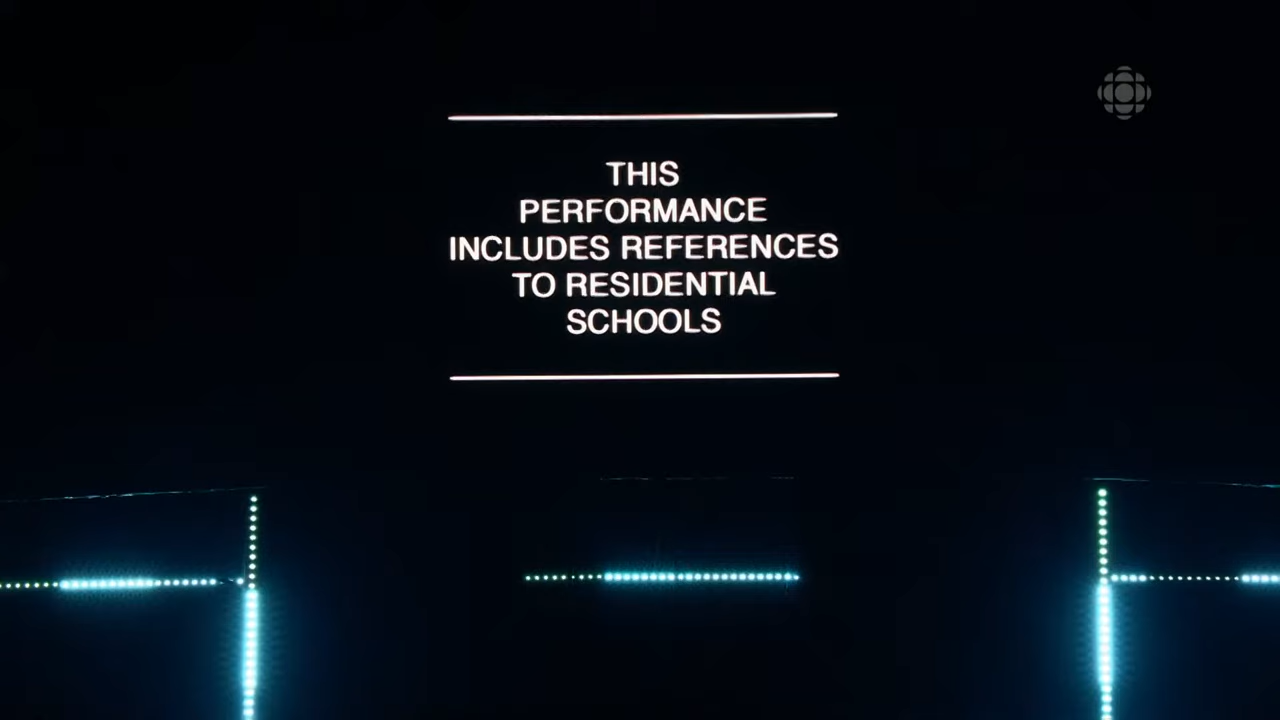 THIS
PERFORMANCE
INCLUDES REFERENCES
TO RESIDENTIAL
SCHOOLS